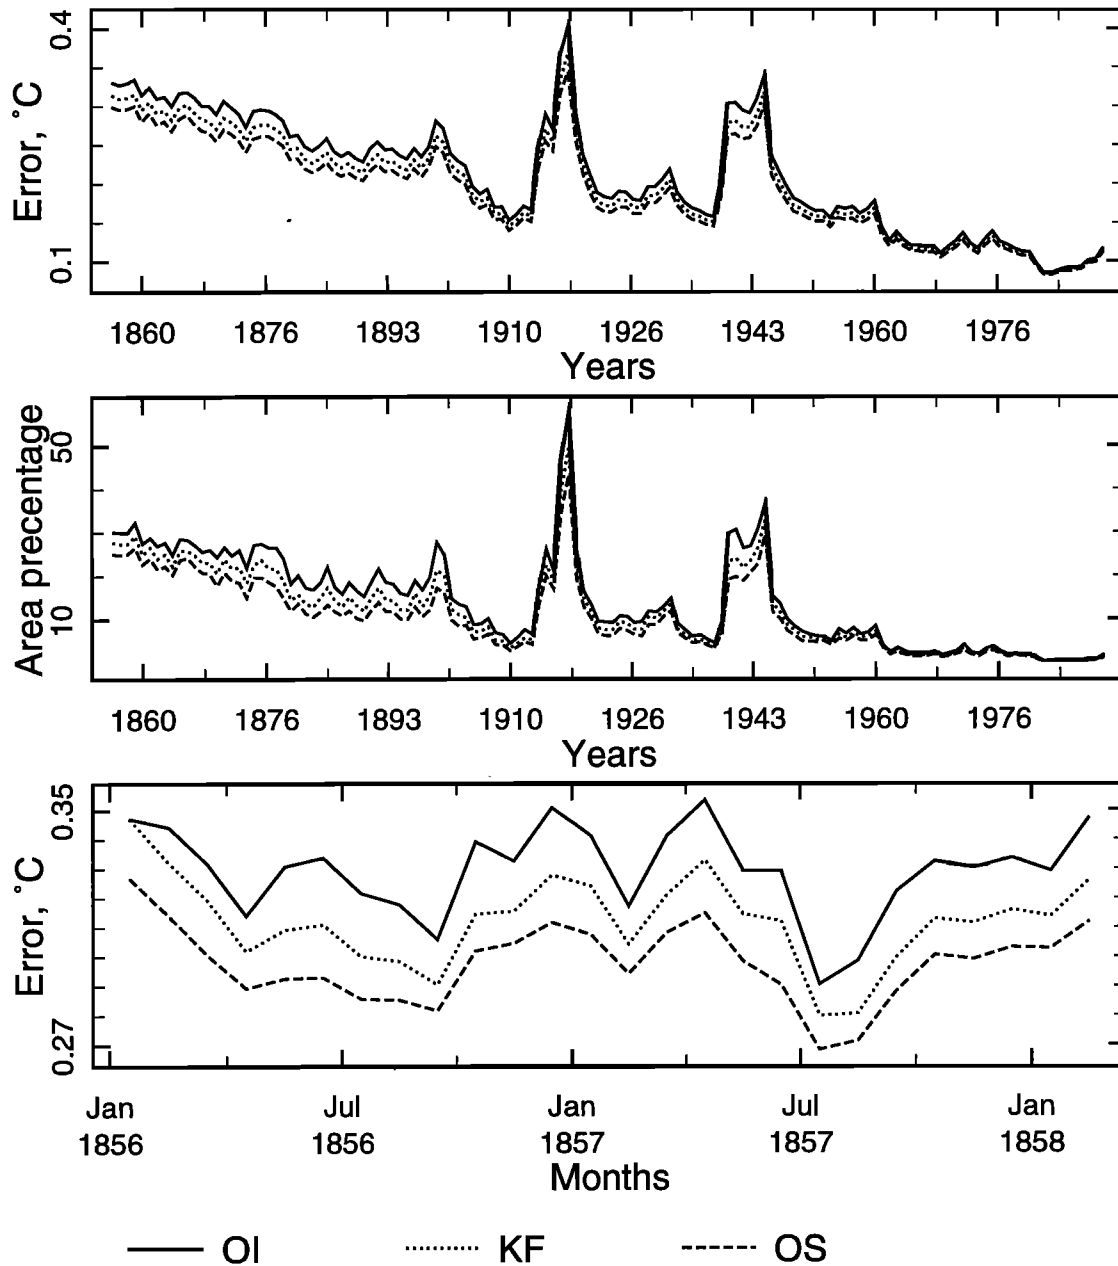 0.4
Error, °C
0.1
1860 1876 1893 1910 1926 1943 1960 1976
Years
50
Area precentage
10
1860 1876 1893 1910 1926 1943 1960 1976
Years
0.35
Error, °C
0.27
Jan Jul Jan Jul Jan
1856 1856 1857 1857 1858
Months
OI KF OS